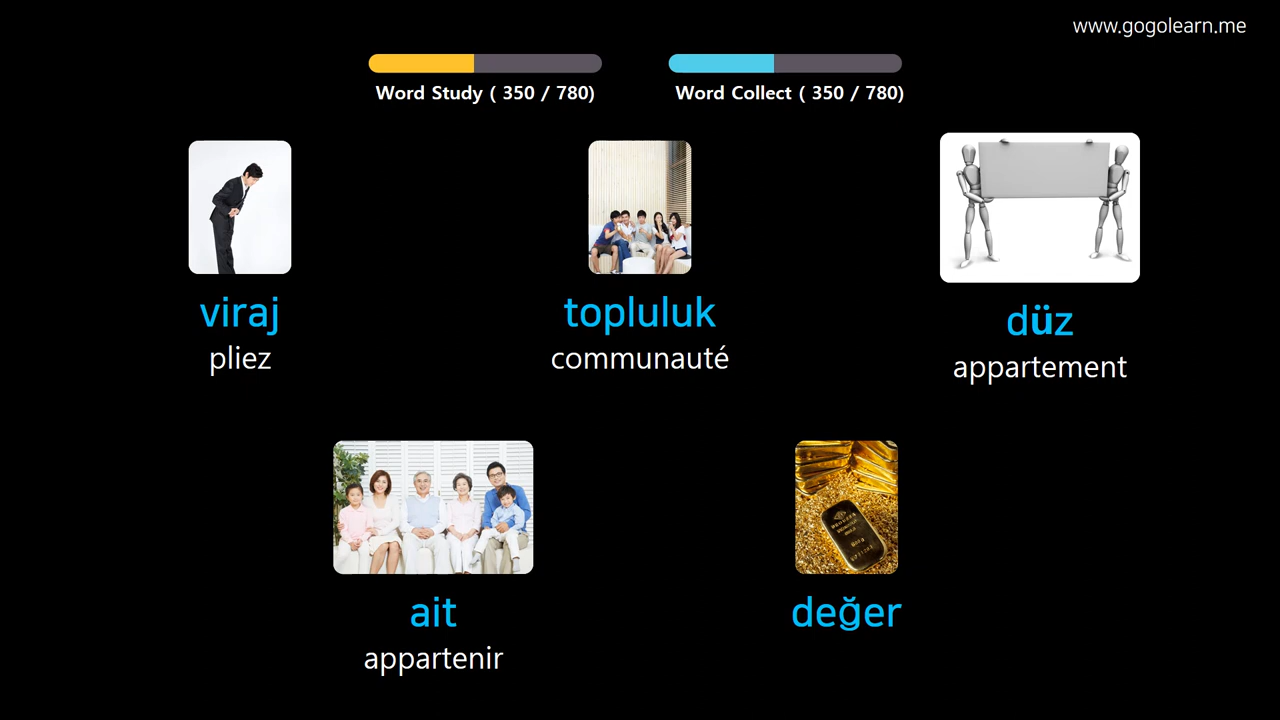 www.gogolearn.me
Word Study ( 350 / 780)
Word Collect ( 350 / 780)
viraj
pliez
topluluk
communauté
düz
appartement
ait
appartenir
değer